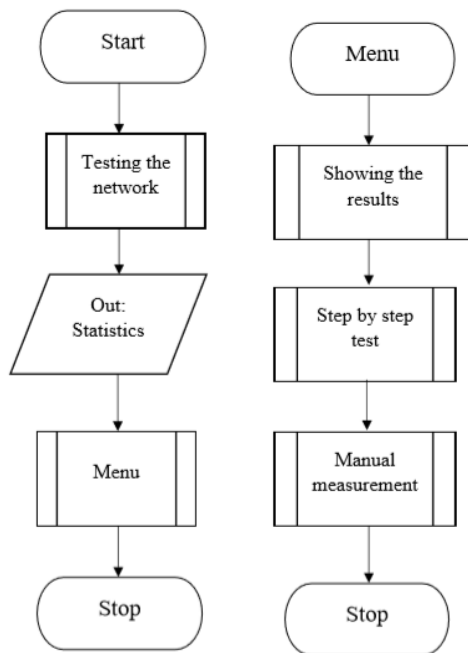 Start
Testing the
network
Out:
Statistics
Menu
Stop
Menu
Showing the
results
Step by step
test
Manual
measurement
Stop